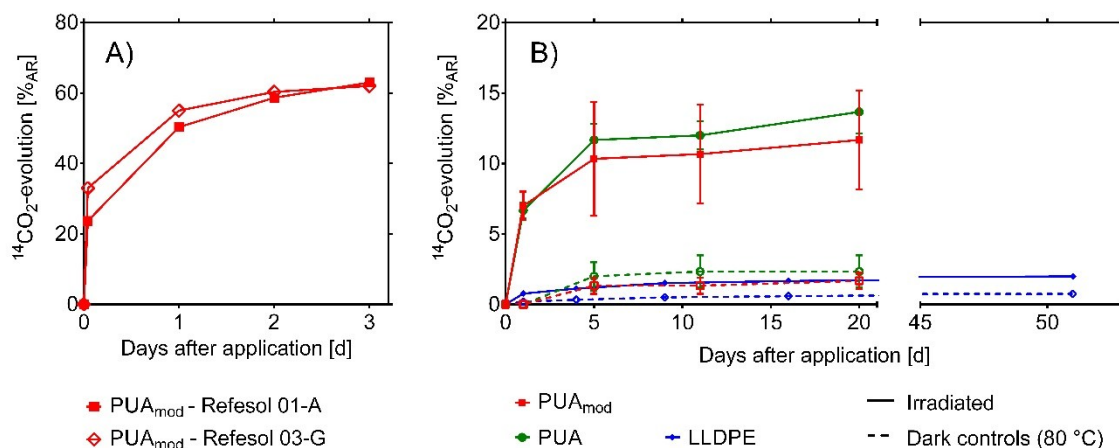 A)
80
60
40
20
0
¹⁴CO₂-evolution [%AR]
0 1 2 3
Days after application [d]
PUAmod - Refesol 01-A
PUAmod - Refesol 03-G
B)
20
15
10
5
0
¹⁴CO₂-evolution [%AR]
0 5 10 15 20 45 50
Days after application [d]
PUAmod
PUA
LLDPE
Irradiated
Dark controls (80 °C)